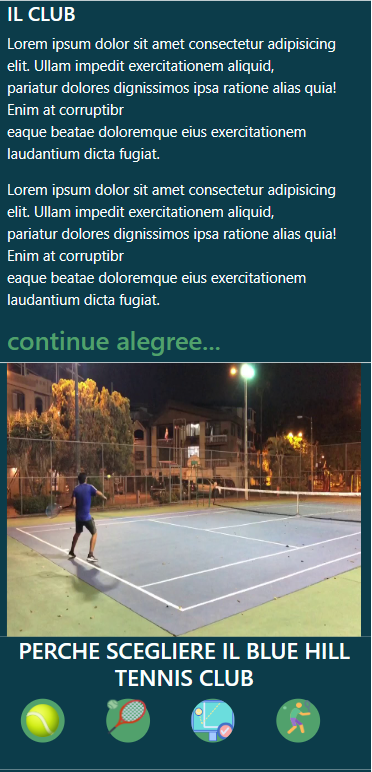 IL CLUB
Lorem ipsum dolor sit amet consectetur adipisicing
elit. Ullam impedit exercitationem aliquid,
pariatur dolores dignissimos ipsa ratione alias quia!
Enim at corruptibr
eaque beatae doloremque eius exercitationem
laudantium dicta fugiat.
Lorem ipsum dolor sit amet consectetur adipisicing
elit. Ullam impedit exercitationem aliquid,
pariatur dolores dignissimos ipsa ratione alias quia!
Enim at corruptibr
eaque beatae doloremque eius exercitationem
laudantium dicta fugiat.
continue alegree...
PERCHE SCEGLIERE IL BLUE HILL
TENNIS CLUB